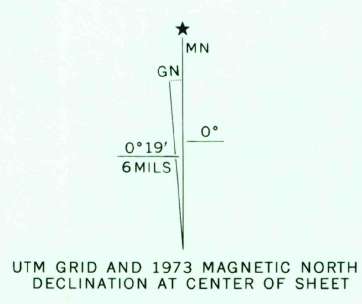 ★
MN
GN
0°19'
6 MILS
0°
UTM GRID AND 1973 MAGNETIC NORTH
DECLINATION AT CENTER OF SHEET